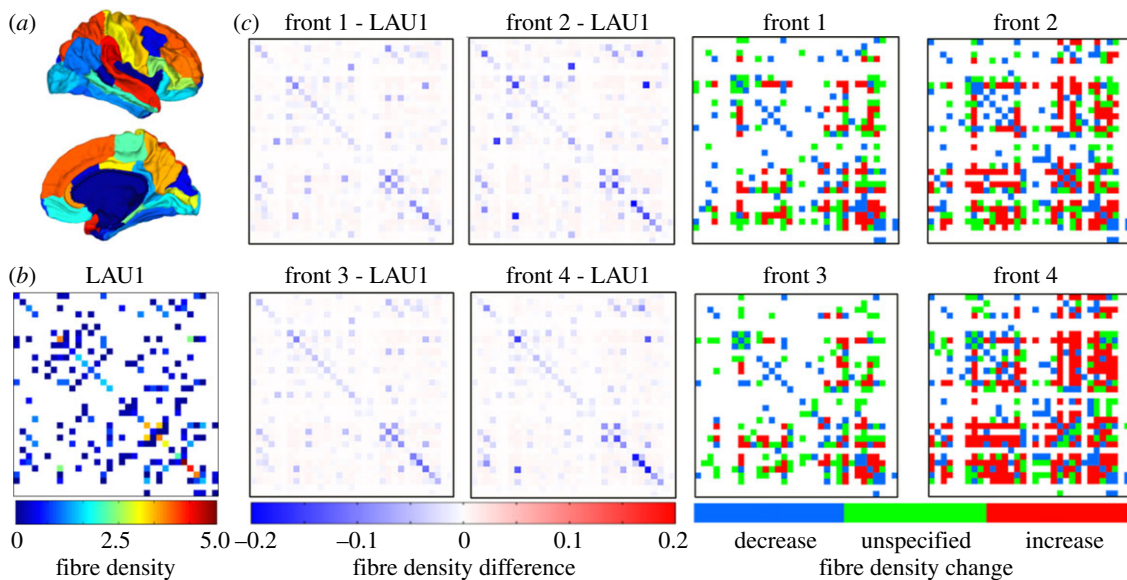 (a)
(c) front 1 - LAU1 front 2 - LAU1 front 1 front 2
(b) LAU1 front 3 - LAU1 front 4 - LAU1 front 3 front 4
0 2.5 5.0 –0.2 –0.1 0 0.1 0.2 decrease unspecified increase
fibre density fibre density difference fibre density change